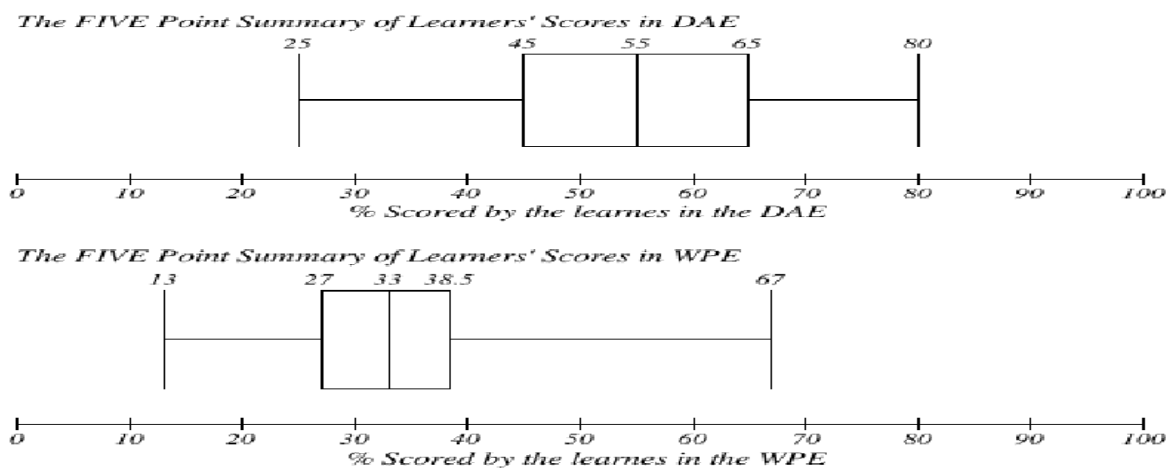 The FIVE Point Summary of Learners' Scores in DAE
25 45 55 65 80
0 10 20 30 40 50 60 70 80 90 100
% Scored by the learnes in the DAE
The FIVE Point Summary of Learners' Scores in WPE
13 27 33 38.5 67
0 10 20 30 40 50 60 70 80 90 100
% Scored by the learnes in the WPE